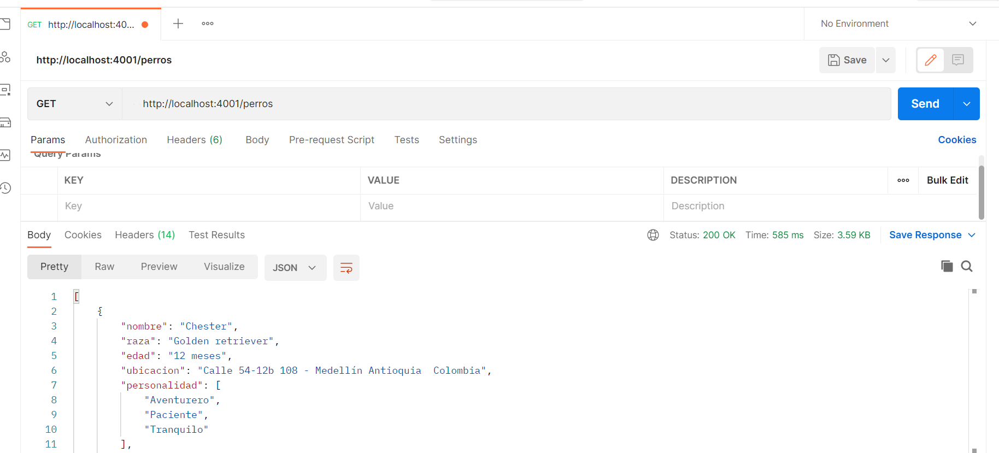 GET http://localhost:40...
No Environment
http://localhost:4001/perros
Save
GET
http://localhost:4001/perros
Send
Params Authorization Headers (6) Body Pre-request Script Tests Settings Cookies
Query Params
KEY VALUE DESCRIPTION Bulk Edit
Key Value Description
Body Cookies Headers (14) Test Results Status: 200 OK Time: 585 ms Size: 3.59 KB Save Response
Pretty Raw Preview Visualize JSON
1 [
2 {
3 "nombre": "Chester",
4 "raza": "Golden retriever",
5 "edad": "12 meses",
6 "ubicacion": "Calle 54-12b 108 - Medellín Antioquia  Colombia",
7 "personalidad": [
8 "Aventurero",
9 "Paciente",
10 "Tranquilo"
11 ],